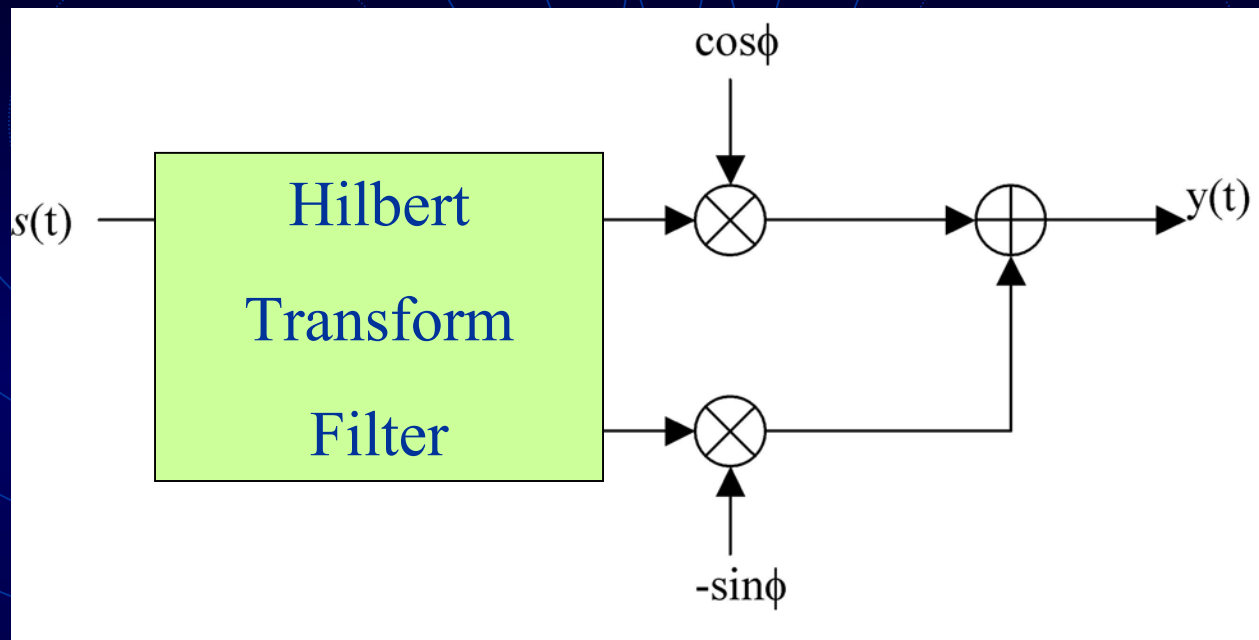 cosϕ
s(t)
Hilbert
Transform
Filter
y(t)
-sinϕ